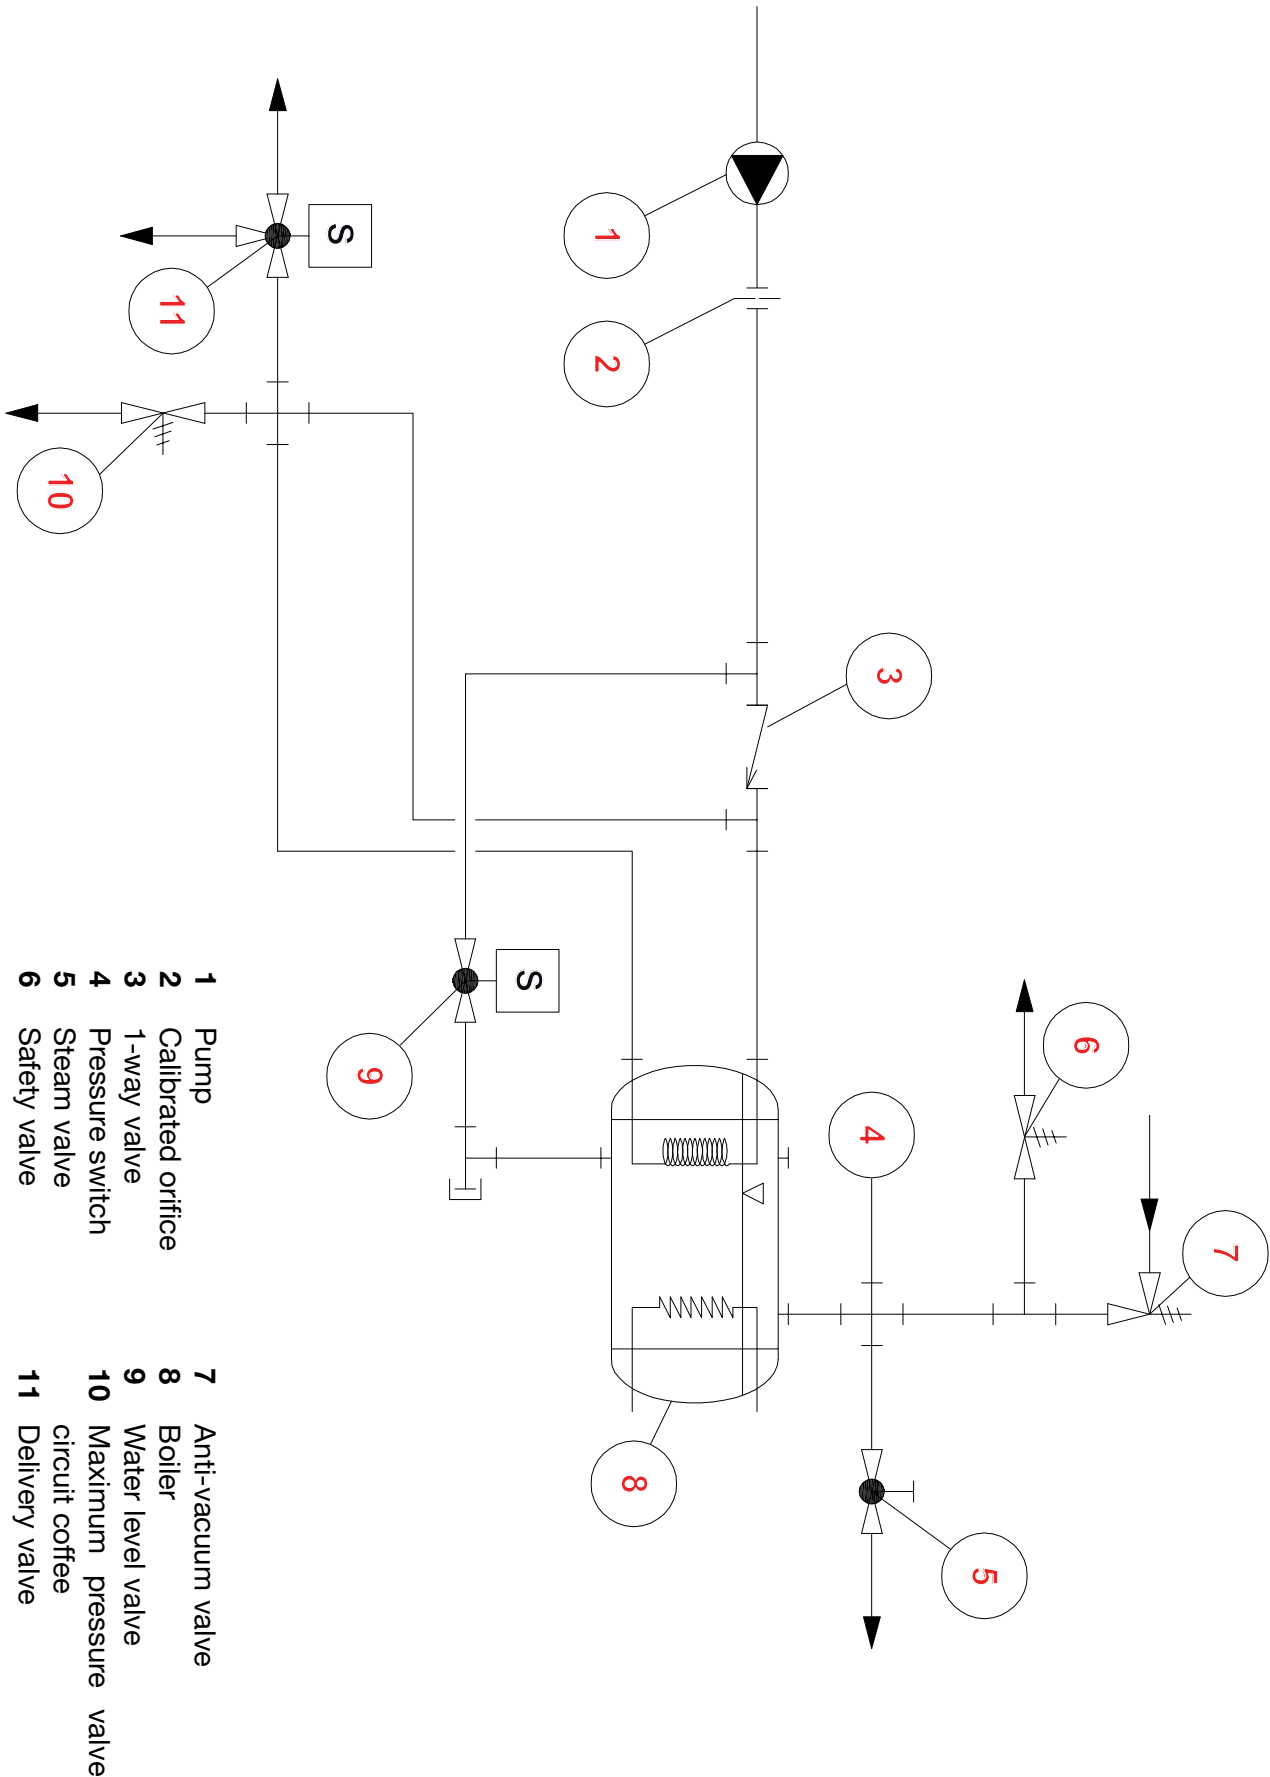 1
2
3
4
5
6
7
8
9
10
11
S
S
1 Pump
2 Calibrated orifice
3 1-way valve
4 Pressure switch
5 Steam valve
6 Safety valve
7 Anti-vacuum valve
8 Boiler
9 Water level valve
10 Maximum pressure valve
circuit coffee
11 Delivery valve